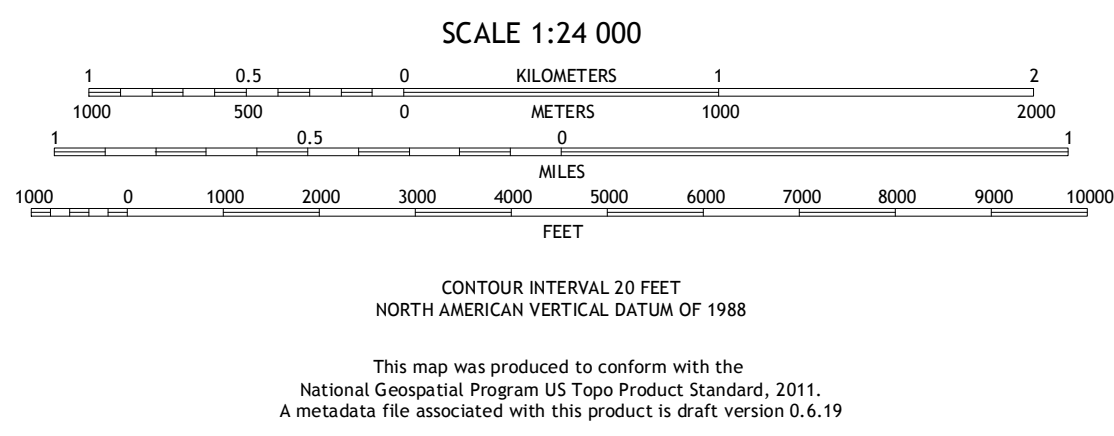 SCALE 1:24 000
1 0.5 0 KILOMETERS 1 2
1000 500 0 METERS 1000 2000
1 0.5 0 1
MILES
1000 0 1000 2000 3000 4000 5000 6000 7000 8000 9000 10000
FEET
CONTOUR INTERVAL 20 FEET
NORTH AMERICAN VERTICAL DATUM OF 1988
This map was produced to conform with the
National Geospatial Program US Topo Product Standard, 2011.
A metadata file associated with this product is draft version 0.6.19